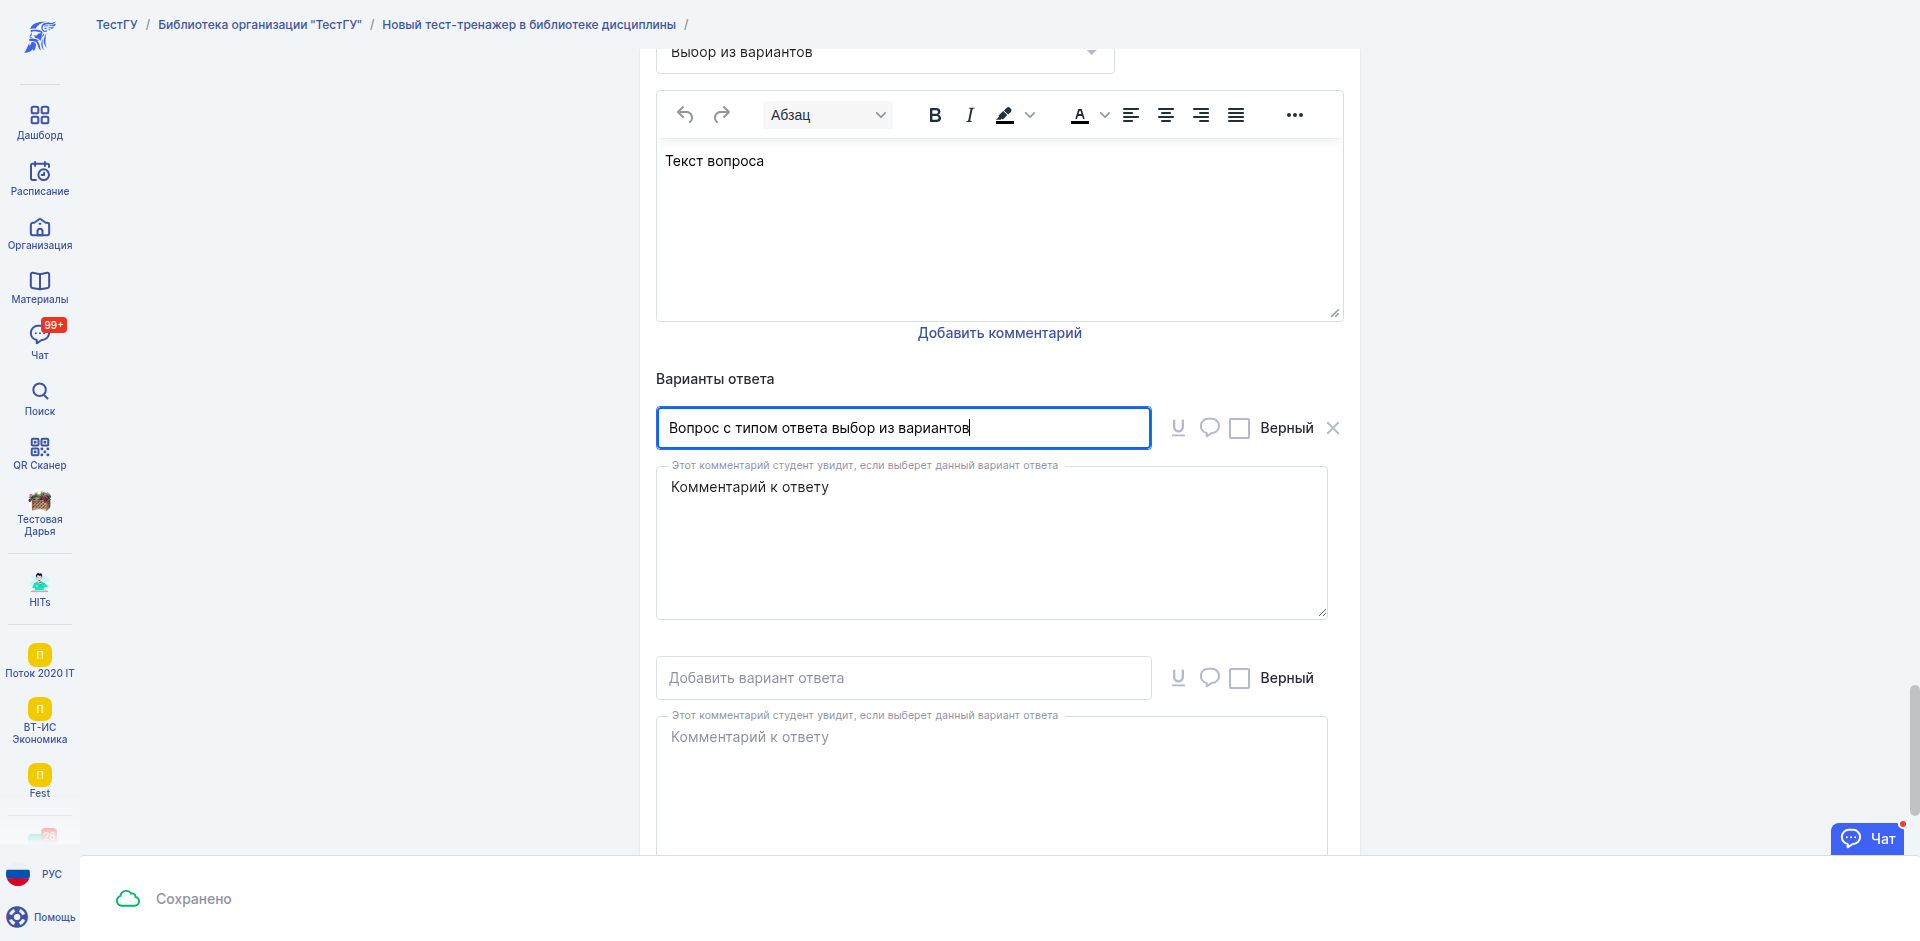 ТестГУ / Библиотека организации "ТестГУ" / Новый тест-тренажер в библиотеке дисциплины /
Дашборд
Расписание
Организация
Материалы
99+
Чат
Поиск
QR Сканер
Тестовая
Дарья
HITs
П
Поток 2020 IT
П
ВТ-ИС
Экономика
П
Fest
28
РУС
Помощь
Выбор из вариантов
Абзац
B I A
Текст вопроса
Добавить комментарий
Варианты ответа
Вопрос с типом ответа выбор из вариантов U Верный
Этот комментарий студент увидит, если выберет данный вариант ответа
Комментарий к ответу
Добавить вариант ответа U Верный
Этот комментарий студент увидит, если выберет данный вариант ответа
Комментарий к ответу
Чат
Сохранено